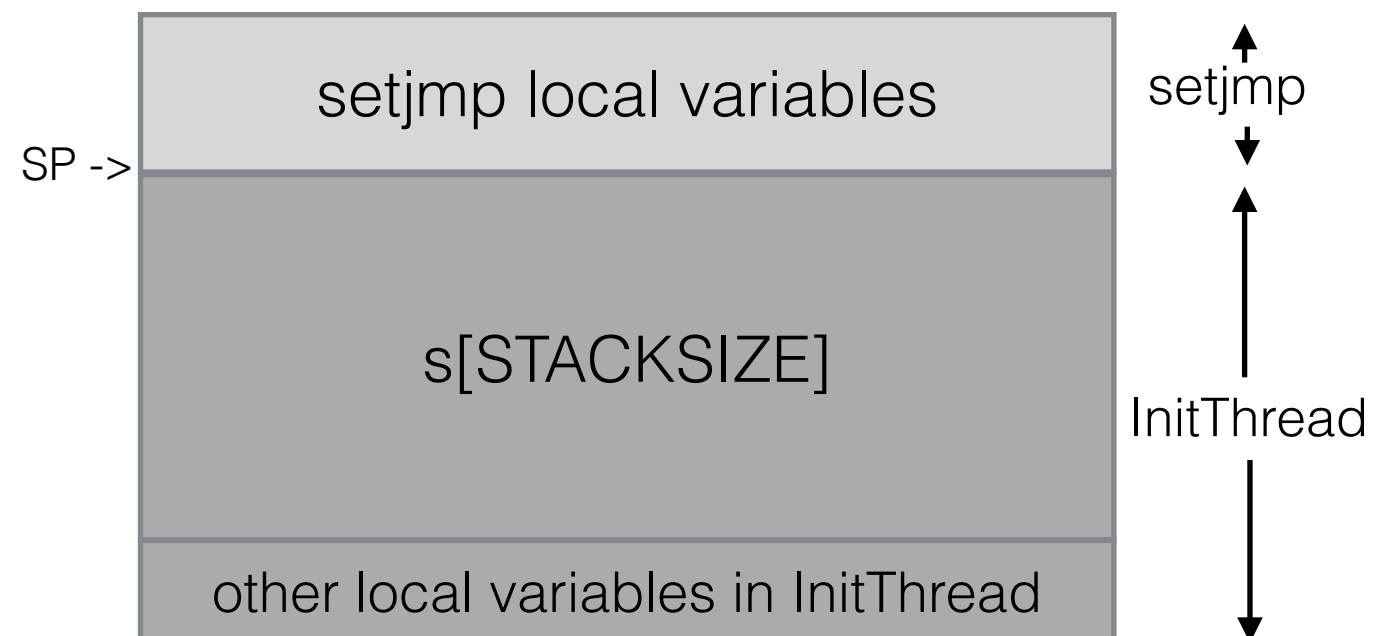 setjmp local variables
setjmp
SP ->
s[STACKSIZE]
InitThread
other local variables in InitThread